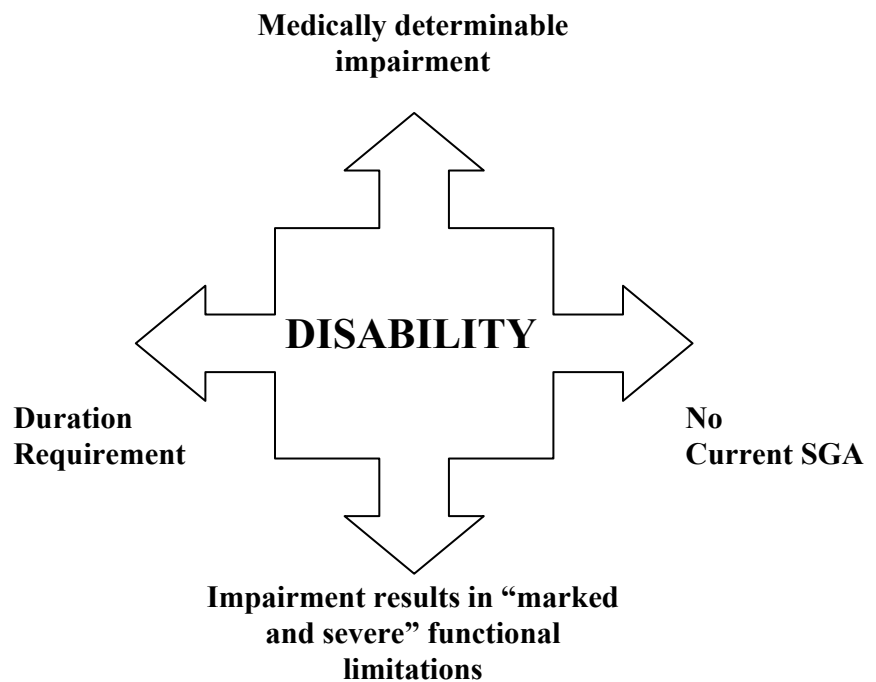 Medically determinable
impairment
DISABILITY
Duration
Requirement
No
Current SGA
Impairment results in “marked
and severe” functional
limitations